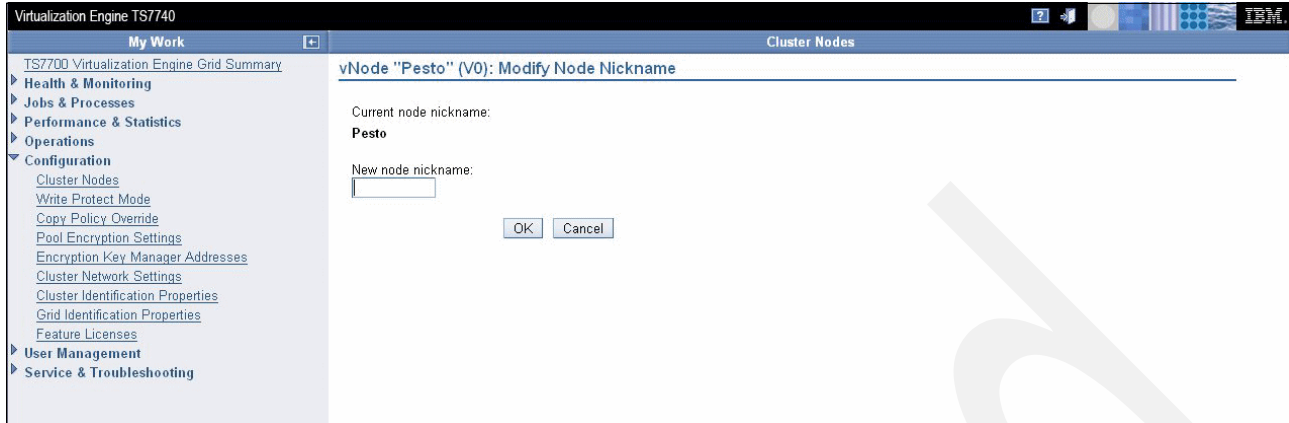 Virtualization Engine TS7740
?
IBM.
My Work
Cluster Nodes
TS7700 Virtualization Engine Grid Summary
Health & Monitoring
Jobs & Processes
Performance & Statistics
Operations
Configuration
Cluster Nodes
Write Protect Mode
Copy Policy Override
Pool Encryption Settings
Encryption Key Manager Addresses
Cluster Network Settings
Cluster Identification Properties
Grid Identification Properties
Feature Licenses
User Management
Service & Troubleshooting
vNode "Pesto" (V0): Modify Node Nickname
Current node nickname:
Pesto
New node nickname:
OK Cancel